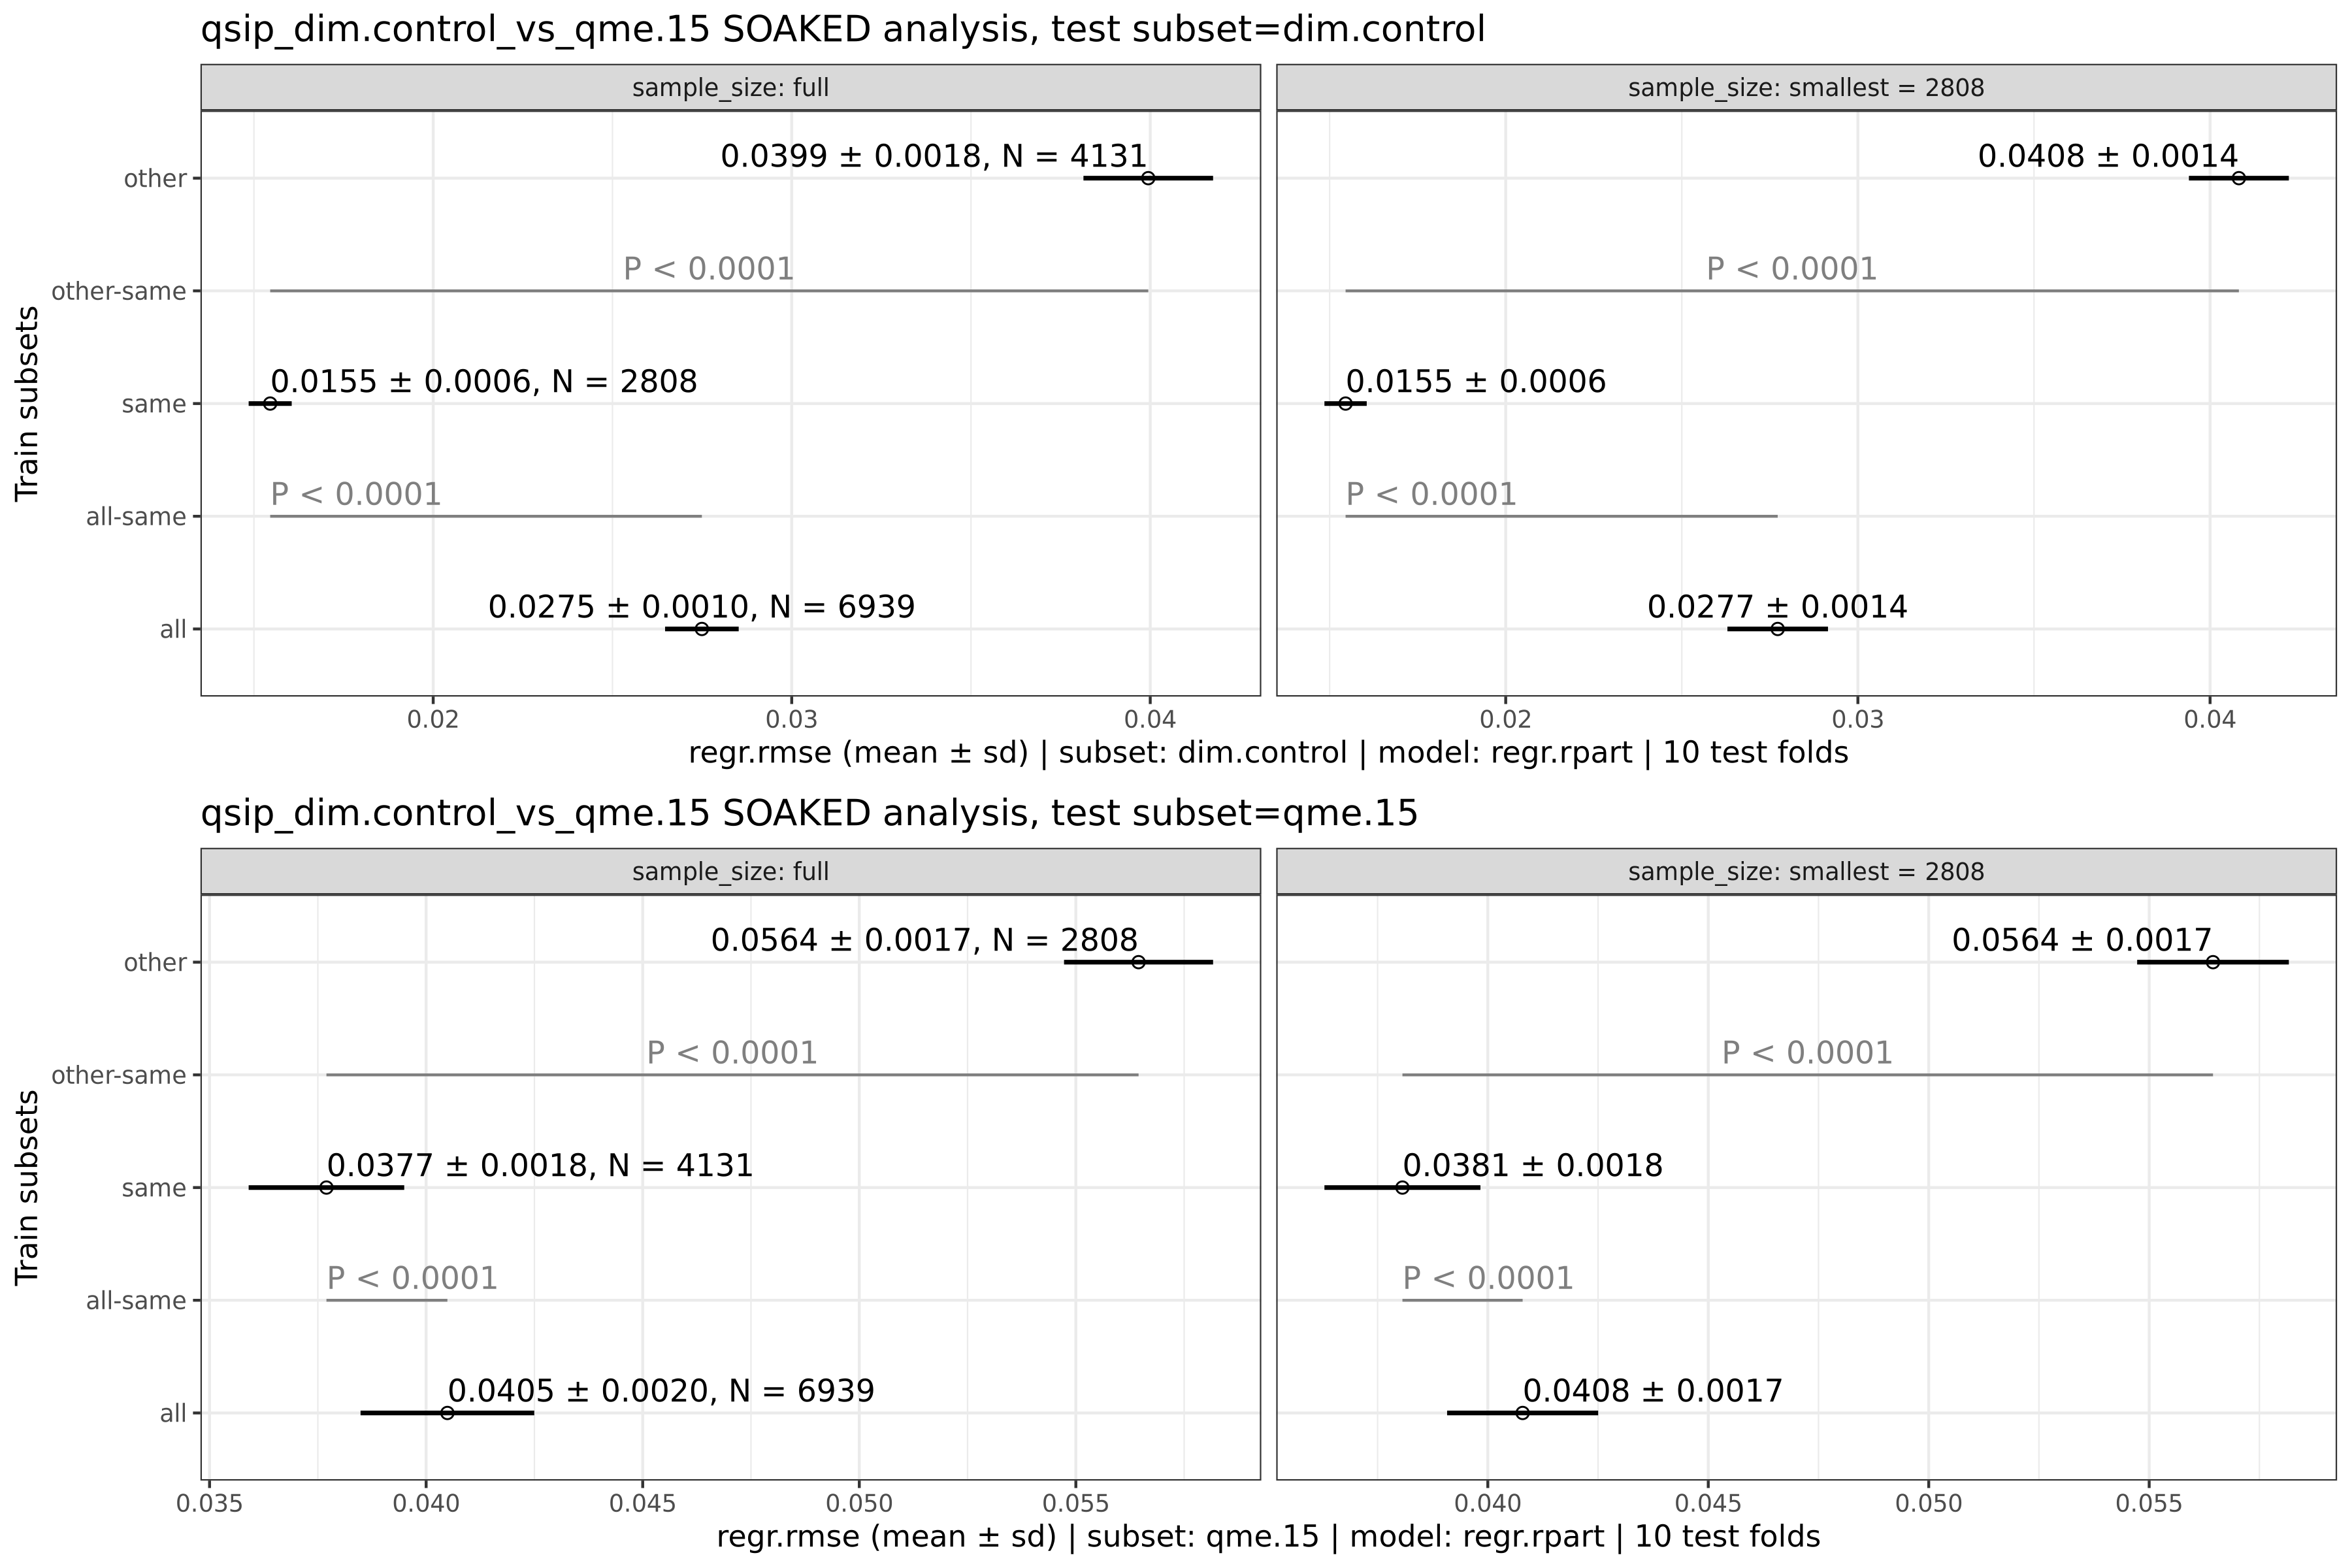 qsip_dim.control_vs_qme.15 SOAKED analysis, test subset=dim.control
sample_size: full
sample_size: smallest = 2808
Train subsets
other
other-same
same
all-same
all
0.0399 ± 0.0018, N = 4131
P < 0.0001
0.0155 ± 0.0006, N = 2808
P < 0.0001
0.0275 ± 0.0010, N = 6939
0.0408 ± 0.0014
P < 0.0001
0.0155 ± 0.0006
P < 0.0001
0.0277 ± 0.0014
0.02 0.03 0.04
0.02 0.03 0.04
regr.rmse (mean ± sd) | subset: dim.control | model: regr.rpart | 10 test folds
qsip_dim.control_vs_qme.15 SOAKED analysis, test subset=qme.15
sample_size: full
sample_size: smallest = 2808
Train subsets
other
other-same
same
all-same
all
0.0564 ± 0.0017, N = 2808
P < 0.0001
0.0377 ± 0.0018, N = 4131
P < 0.0001
0.0405 ± 0.0020, N = 6939
0.0564 ± 0.0017
P < 0.0001
0.0381 ± 0.0018
P < 0.0001
0.0408 ± 0.0017
0.035 0.040 0.045 0.050 0.055
0.040 0.045 0.050 0.055
regr.rmse (mean ± sd) | subset: qme.15 | model: regr.rpart | 10 test folds